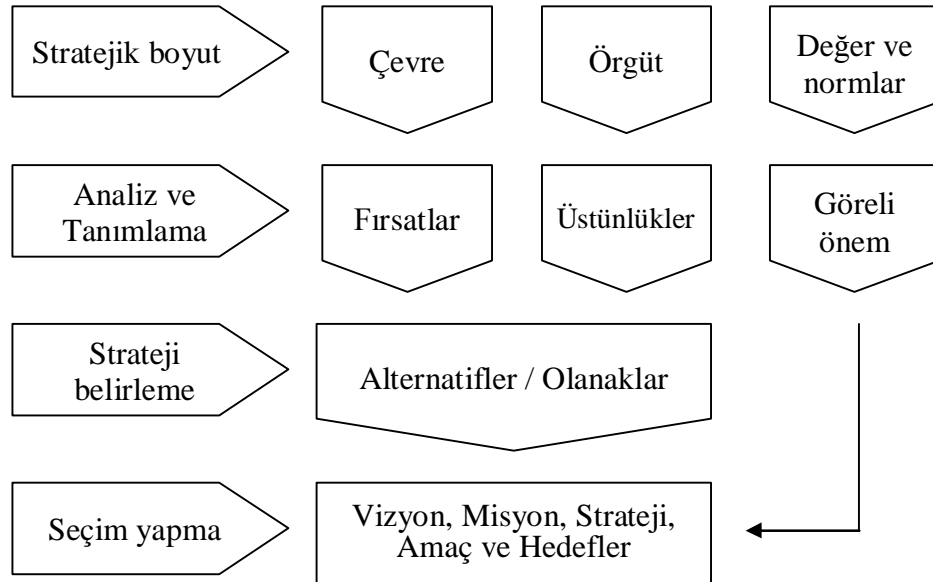 Stratejik boyut
Çevre
Örgüt
Değer ve
normlar
Analiz ve
Tanımlama
Fırsatlar
Üstünlükler
Göreli
önem
Strateji
belirleme
Alternatifler / Olanaklar
Seçim yapma
Vizyon, Misyon, Strateji,
Amaç ve Hedefler